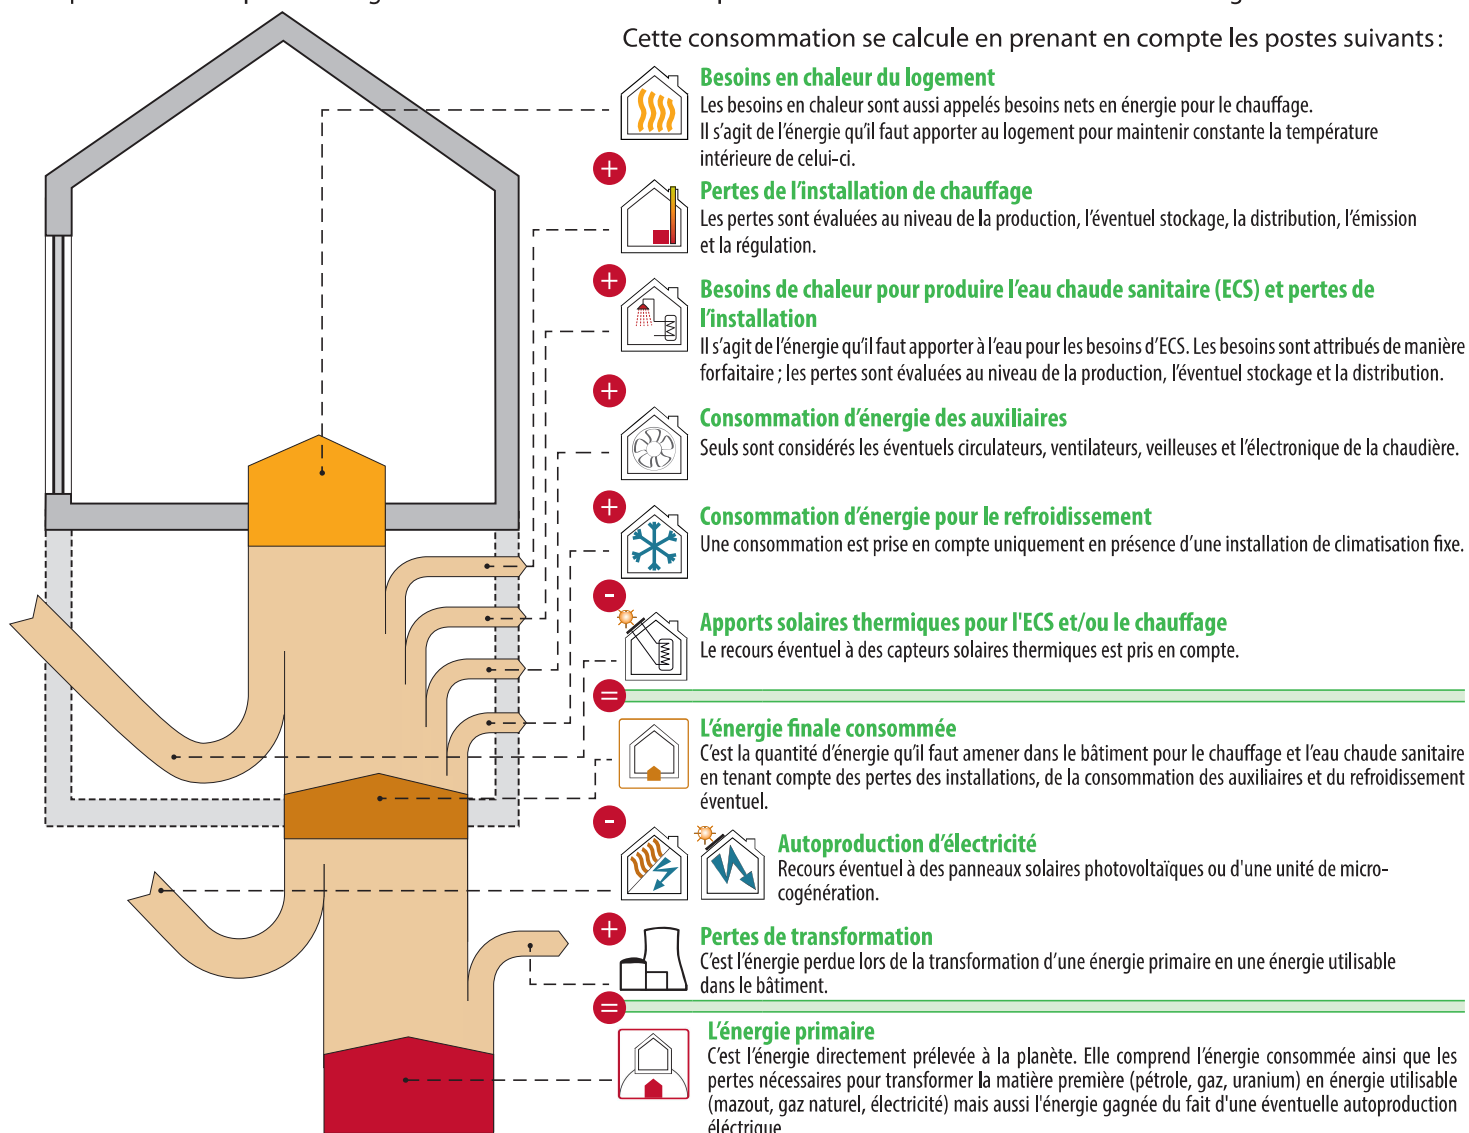 Cette consommation se calcule en prenant en compte les postes suivants :
Besoins en chaleur du logement
Les besoins en chaleur sont aussi appelés besoins nets en énergie pour le chauffage.
Il s'agit de l'énergie qu'il faut apporter au logement pour maintenir constante la température
intérieure de celui-ci.
+
Pertes de l'installation de chauffage
Les pertes sont évaluées au niveau de la production, l'éventuel stockage, la distribution, l'émission
et la régulation.
+
Besoins de chaleur pour produire l'eau chaude sanitaire (ECS) et pertes de
l'installation
Il s'agit de l'énergie qu'il faut apporter à l'eau pour les besoins d'ECS. Les besoins sont attribués de manière
forfaitaire ; les pertes sont évaluées au niveau de la production, l'éventuel stockage et la distribution.
+
Consommation d'énergie des auxiliaires
Seuls sont considérés les éventuels circulateurs, ventilateurs, veilleuses et l'électronique de la chaudière.
+
Consommation d'énergie pour le refroidissement
Une consommation est prise en compte uniquement en présence d'une installation de climatisation fixe.
-
Apports solaires thermiques pour l'ECS et/ou le chauffage
Le recours éventuel à des capteurs solaires thermiques est pris en compte.
=
L'énergie finale consommée
C'est la quantité d'énergie qu'il faut amener dans le bâtiment pour le chauffage et l'eau chaude sanitaire
en tenant compte des pertes des installations, de la consommation des auxiliaires et du refroidissement
éventuel.
-
Autoproduction d'électricité
Recours éventuel à des panneaux solaires photovoltaïques ou d'une unité de micro-
cogénération.
+
Pertes de transformation
C'est l'énergie perdue lors de la transformation d'une énergie primaire en une énergie utilisable
dans le bâtiment.
=
L'énergie primaire
C'est l'énergie directement prélevée à la planète. Elle comprend l'énergie consommée ainsi que les
pertes nécessaires pour transformer la matière première (pétrole, gaz, uranium) en énergie utilisable
(mazout, gaz naturel, électricité) mais aussi l'énergie gagnée du fait d'une éventuelle autoproduction
éléctrique